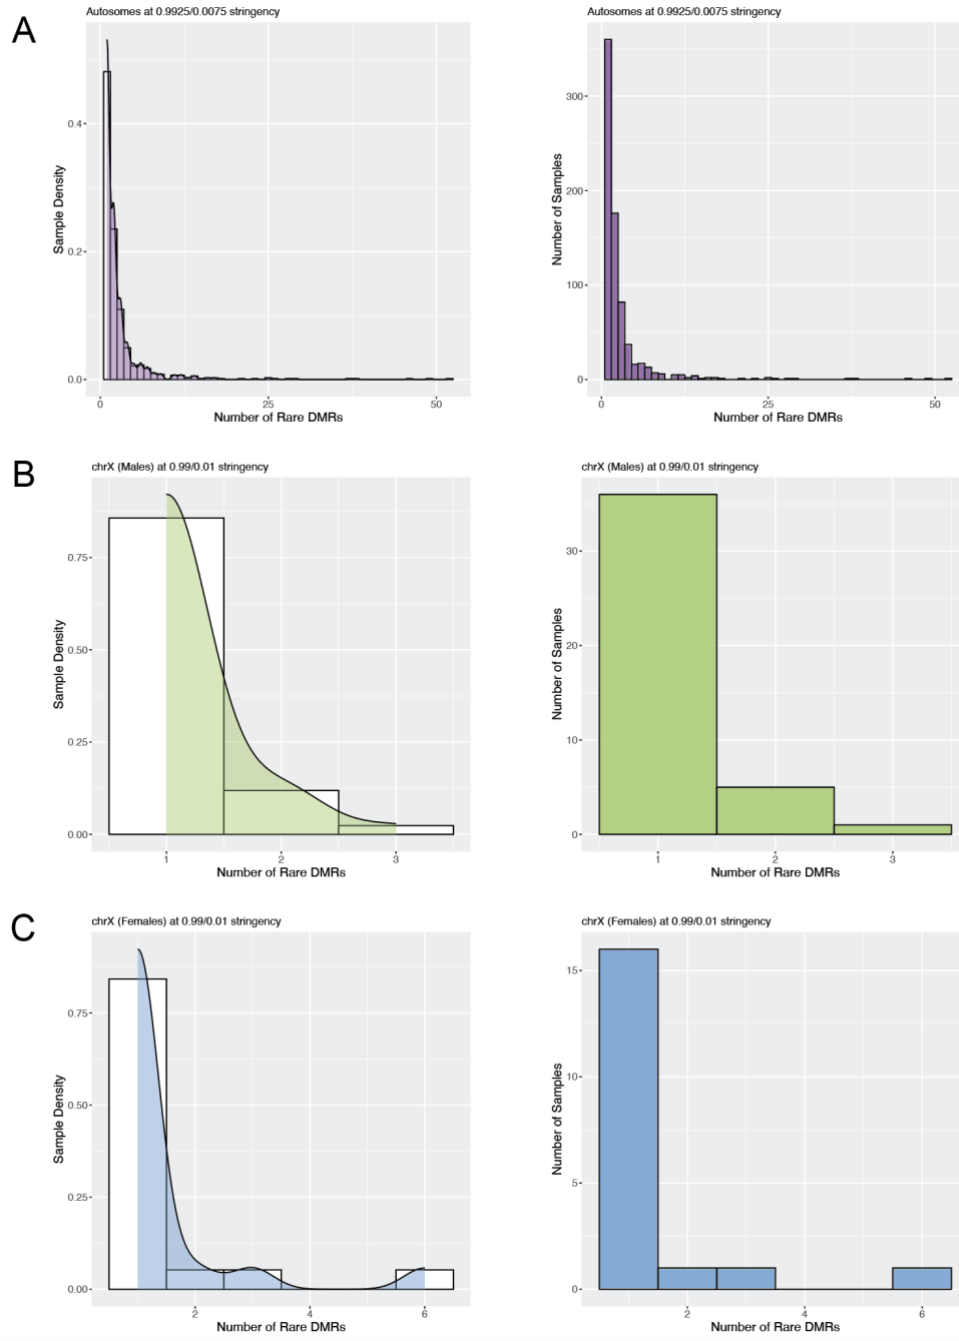 A
Autosomes at 0.9925/0.0075 stringency
Sample Density
0.4
0.2
0.0
0 25 50
Number of Rare DMRs
Autosomes at 0.9925/0.0075 stringency
Number of Samples
300
200
100
0
0 25 50
Number of Rare DMRs
B
chrX (Males) at 0.99/0.01 stringency
Sample Density
0.75
0.50
0.25
0.00
1 2 3
Number of Rare DMRs
chrX (Males) at 0.99/0.01 stringency
Number of Samples
30
20
10
0
1 2 3
Number of Rare DMRs
C
chrX (Females) at 0.99/0.01 stringency
Sample Density
0.75
0.50
0.25
0.00
2 4 6
Number of Rare DMRs
chrX (Females) at 0.99/0.01 stringency
Number of Samples
15
10
5
0
2 4 6
Number of Rare DMRs